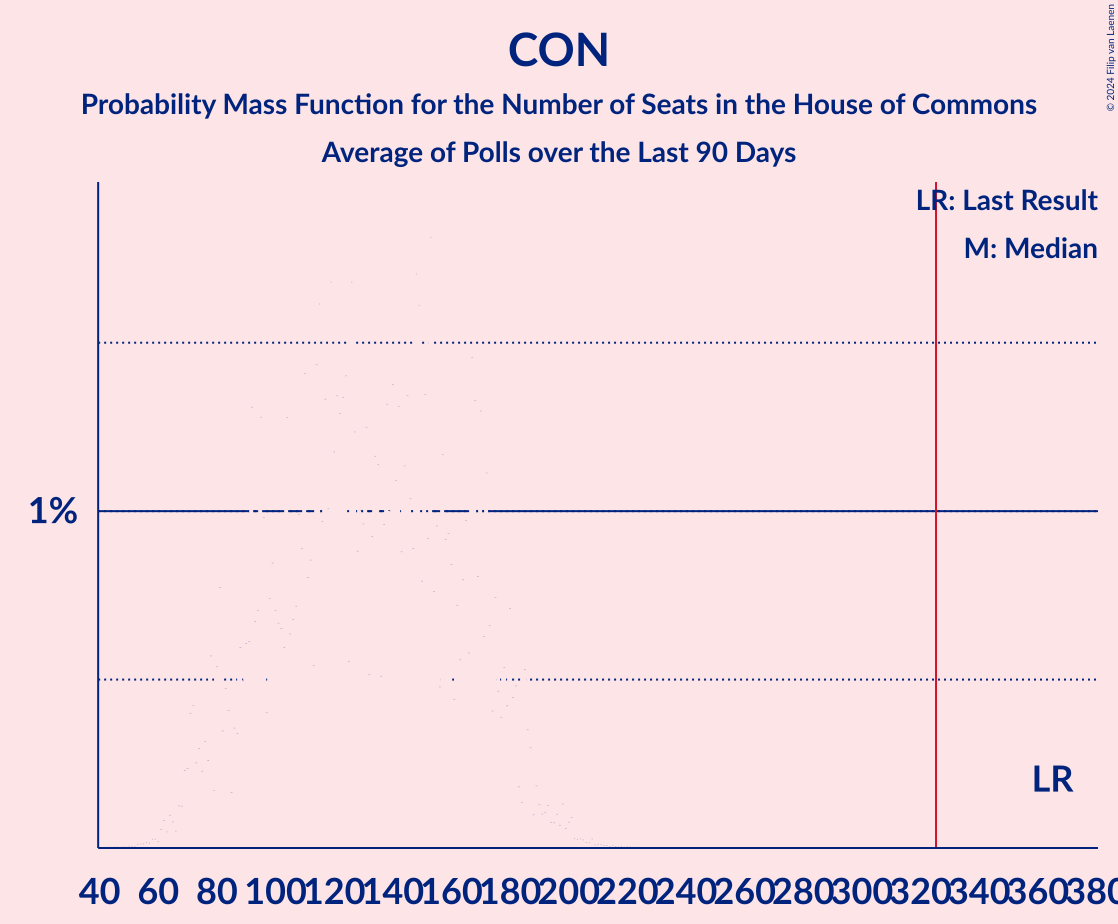 CON
Probability Mass Function for the Number of Seats in the House of Commons
Average of Polls over the Last 90 Days
© 2024 Filip van Laenen
LR: Last Result
M: Median
1%
LR
40 60 80 100 120 140 160 180 200 220 240 260 280 300 320 340 360 380